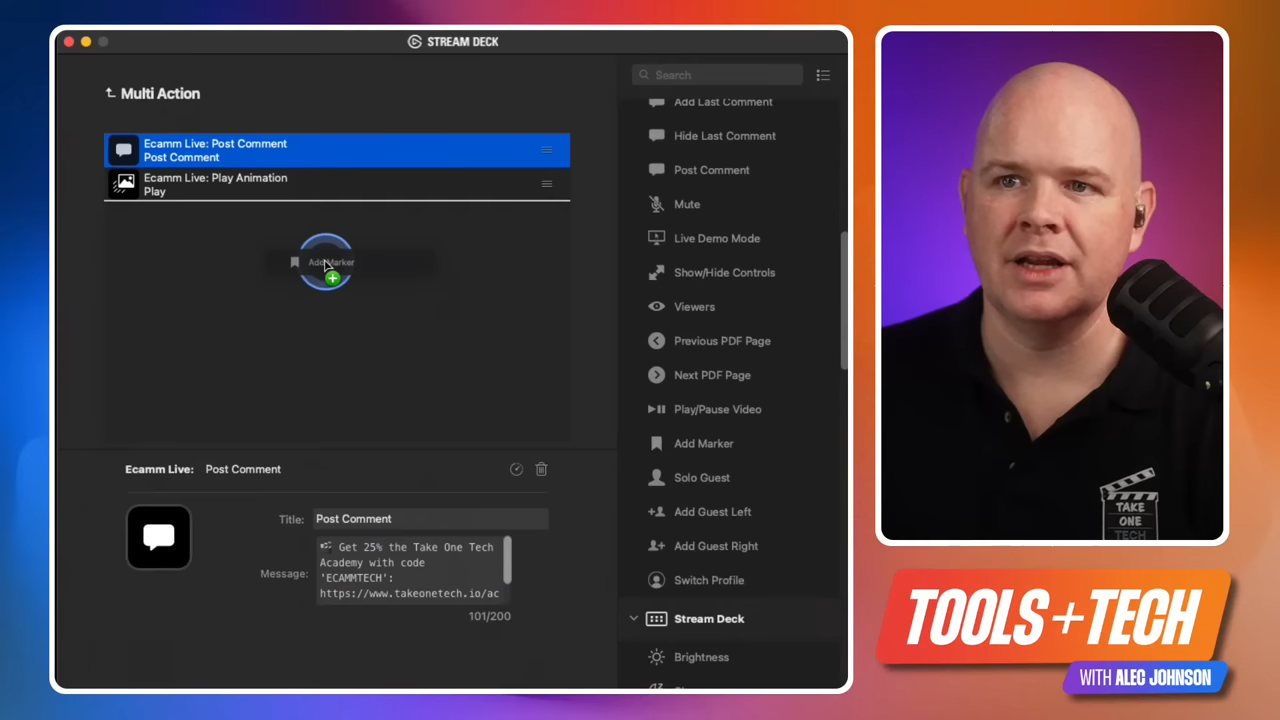 STREAM DECK
Multi Action
Ecamm Live: Post Comment
Post Comment
Ecamm Live: Play Animation
Play
Add Marker
Ecamm Live: Post Comment
Title: Post Comment
Message: Get 25% the Take One Tech
Academy with code
'ECAMMTECH':
https://www.takeonetech.io/ac
101/200
Search
Add Last Comment
Hide Last Comment
Post Comment
Mute
Live Demo Mode
Show/Hide Controls
Viewers
Previous PDF Page
Next PDF Page
Play/Pause Video
Add Marker
Solo Guest
Add Guest Left
Add Guest Right
Switch Profile
Stream Deck
Brightness
TAKE
ONE
TECH
TOOLS+TECH
WITH ALEC JOHNSON